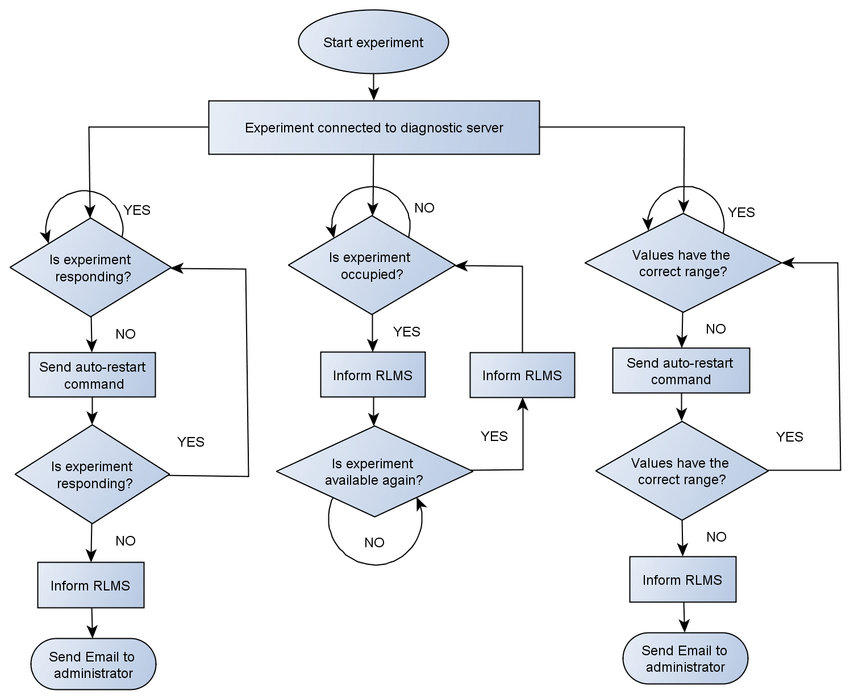 Start experiment
Experiment connected to diagnostic server
YES
Is experiment
responding?
NO
Send auto-restart
command
YES
Is experiment
responding?
NO
Inform RLMS
Send Email to
administrator
NO
Is experiment
occupied?
YES
Inform RLMS
Inform RLMS
YES
Is experiment
available again?
NO
YES
Values have the
correct range?
NO
Send auto-restart
command
YES
Values have the
correct range?
NO
Inform RLMS
Send Email to
administrator